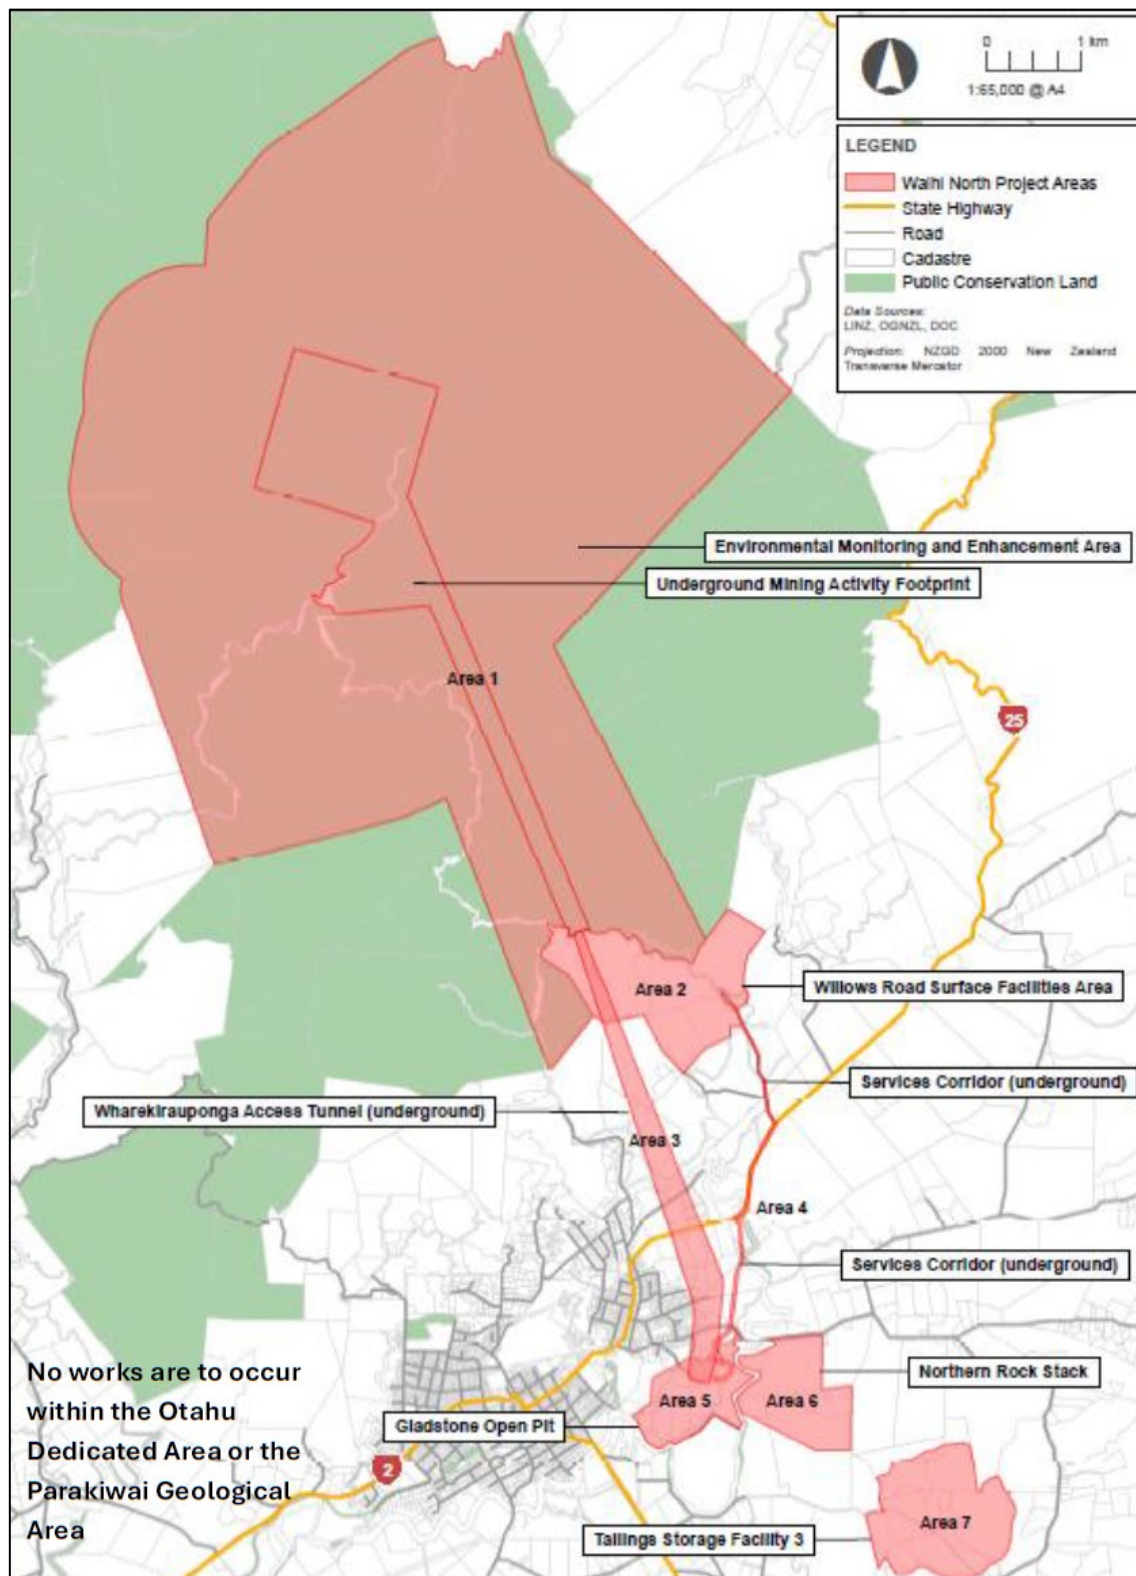 0 1 km
1:65,000 @ A4
LEGEND
Waihi North Project Areas
State Highway
Road
Cadastre
Public Conservation Land
Data Sources:
LINZ, OGNZL, DOC
Projection: NZGD 2000 New Zealand
Transverse Mercator
Environmental Monitoring and Enhancement Area
Underground Mining Activity Footprint
Area 1
25
Area 2
Willows Road Surface Facilities Area
Services Corridor (underground)
Wharekirauponga Access Tunnel (underground)
Area 3
Area 4
Services Corridor (underground)
Northern Rock Stack
Area 5
Area 6
Gladstone Open Pit
2
No works are to occur
within the Otahu
Dedicated Area or the
Parakiwai Geological
Area
Area 7
Tailings Storage Facility 3